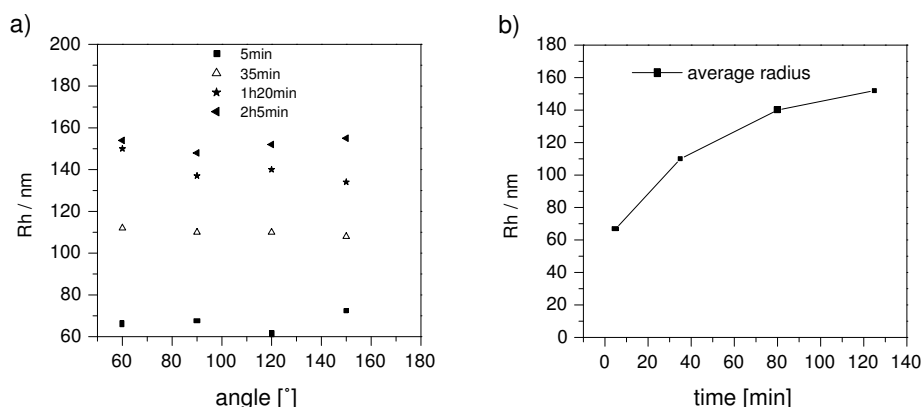 a)
200
180
160
140
120
100
80
60
60 80 100 120 140 160 180
Rh / nm
angle [°]
5min
35min
1h20min
2h5min
b)
180
160
140
120
100
80
60
40
20
0
0 20 40 60 80 100 120 140
Rh / nm
time [min]
average radius